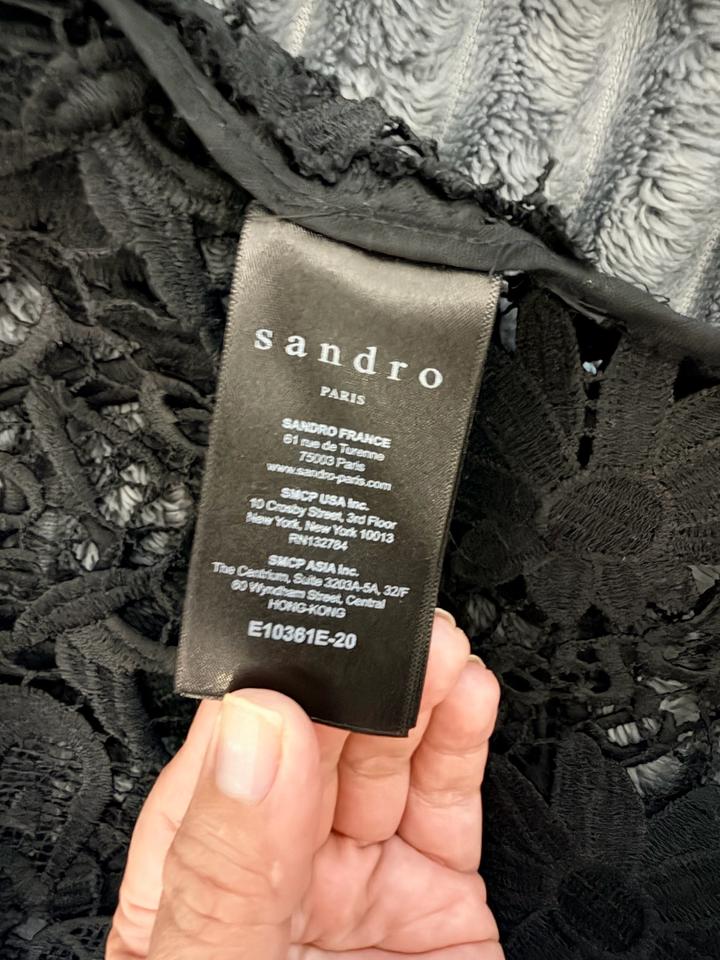 sandro
PARIS
SANDRO FRANCE
61 rue de Turenne
75003 Paris
www.sandro-paris.com
SMCP USA Inc.
10 Crosby Street, 3rd Floor
New York, New York 10013
RN132784
SMCP ASIA Inc.
The Centrium, Suite 3203A-5A, 32/F
60 Wyndham Street, Central
HONG-KONG
E10361E-20